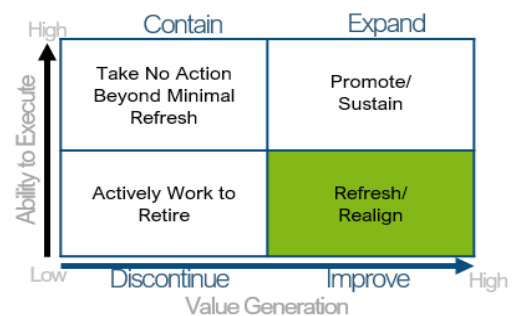 Contain
Expand
High
Take No Action
Beyond Minimal
Refresh
Promote/
Sustain
Ability to Execute
Actively Work to
Retire
Refresh/
Realign
Low
Discontinue
Improve
High
Value Generation